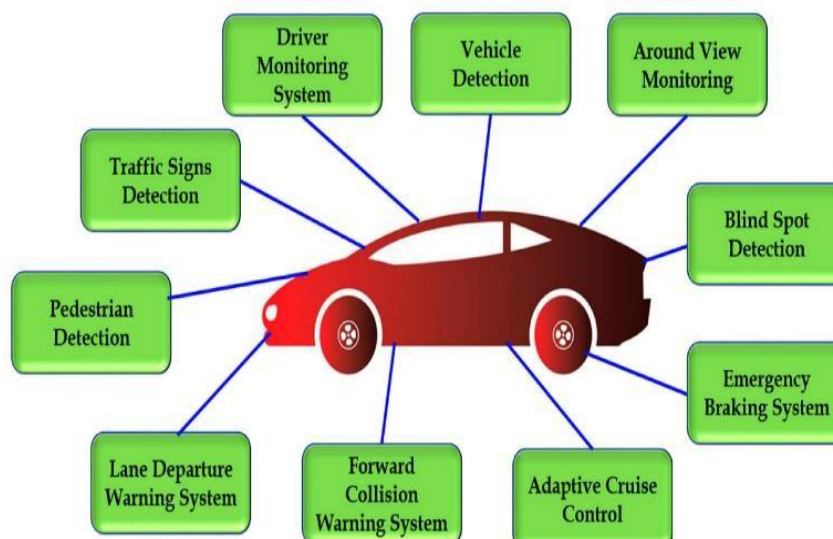 Driver
Monitoring
System
Vehicle
Detection
Around View
Monitoring
Traffic Signs
Detection
Blind Spot
Detection
Pedestrian
Detection
Emergency
Braking System
Lane Departure
Warning System
Forward
Collision
Warning System
Adaptive Cruise
Control